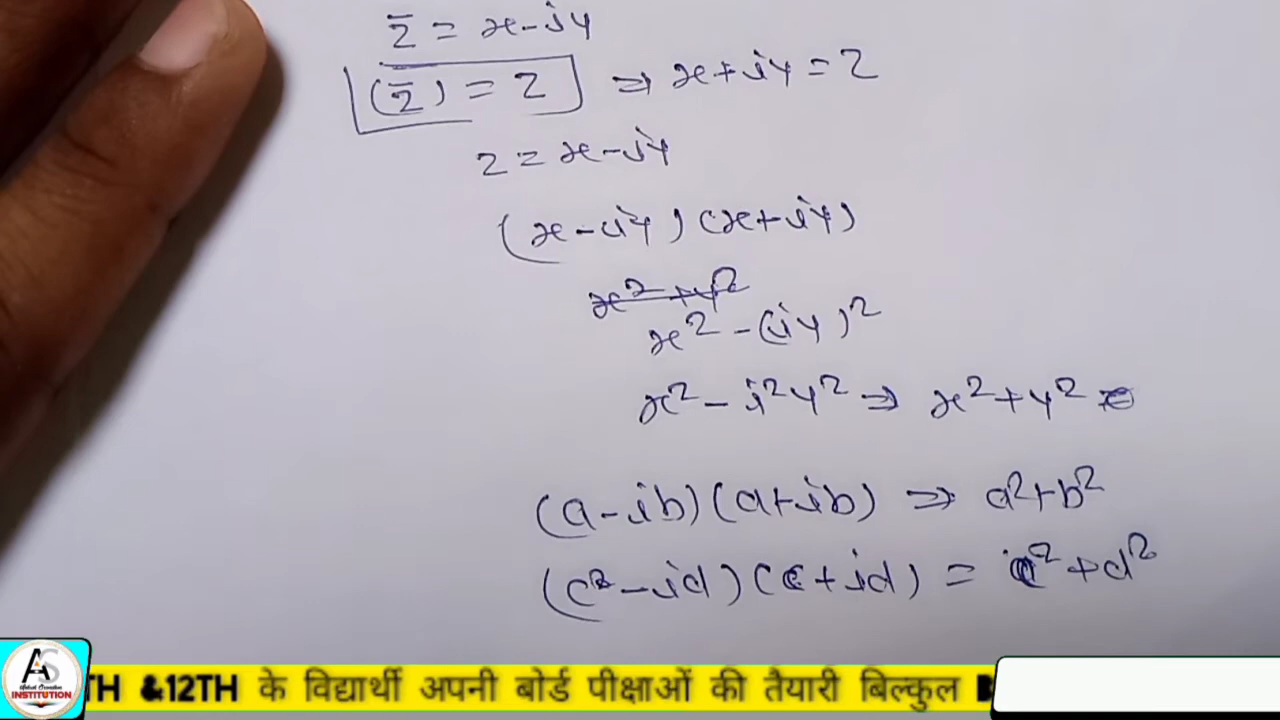 z̄ = x-iy
(z̄)‾ = z ⇒ x+iy = z
z = x-iy
(x-iy)(x+iy)
x²+y²
x² -(iy)²
x² - i²y² ⇒ x²+y²
(a-ib)(a+ib) ⇒ a²+b²
(c-id)(c+id) = c²+d²
AS
INSTITUTION
TH &12TH के विद्यार्थी अपनी बोर्ड पीक्षाओं की तैयारी बिल्कुल